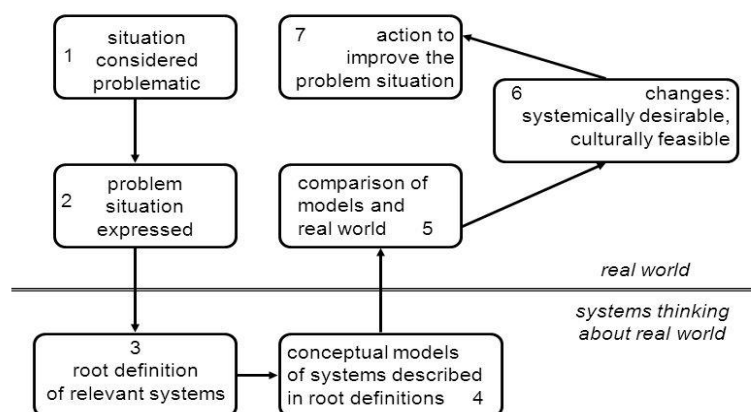 1
situation
considered
problematic
2
problem
situation
expressed
3
root definition
of relevant systems
conceptual models
of systems described
in root definitions 4
comparison of
models and
real world 5
6 changes:
systemically desirable,
culturally feasible
7 action to
improve the
problem situation
real world
systems thinking
about real world